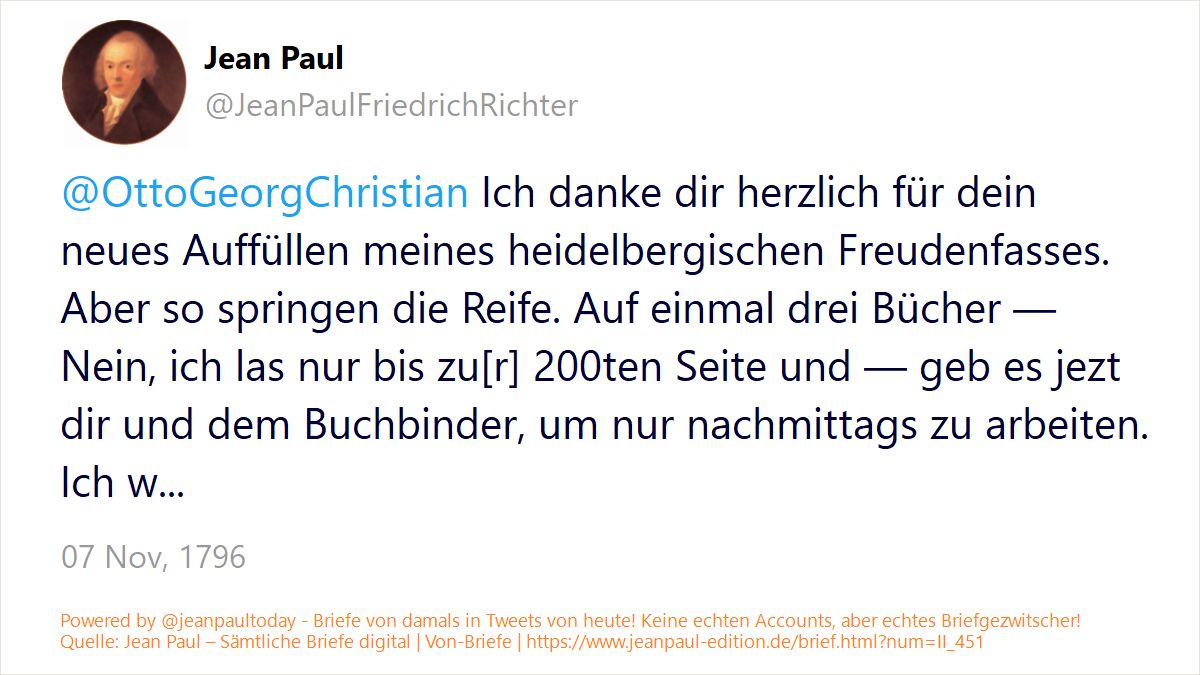 Jean Paul
@JeanPaulFriedrichRichter
@OttoGeorgChristian Ich danke dir herzlich für dein
neues Auffüllen meines heidelbergischen Freudenfasses.
Aber so springen die Reife. Auf einmal drei Bücher —
Nein, ich las nur bis zu[r] 200ten Seite und — geb es jezt
dir und dem Buchbinder, um nur nachmittags zu arbeiten.
Ich w...
07 Nov, 1796
Powered by @jeanpaultoday - Briefe von damals in Tweets von heute! Keine echten Accounts, aber echtes Briefgezwitscher!
Quelle: Jean Paul – Sämtliche Briefe digital | Von-Briefe | https://www.jeanpaul-edition.de/brief.html?num=II_451